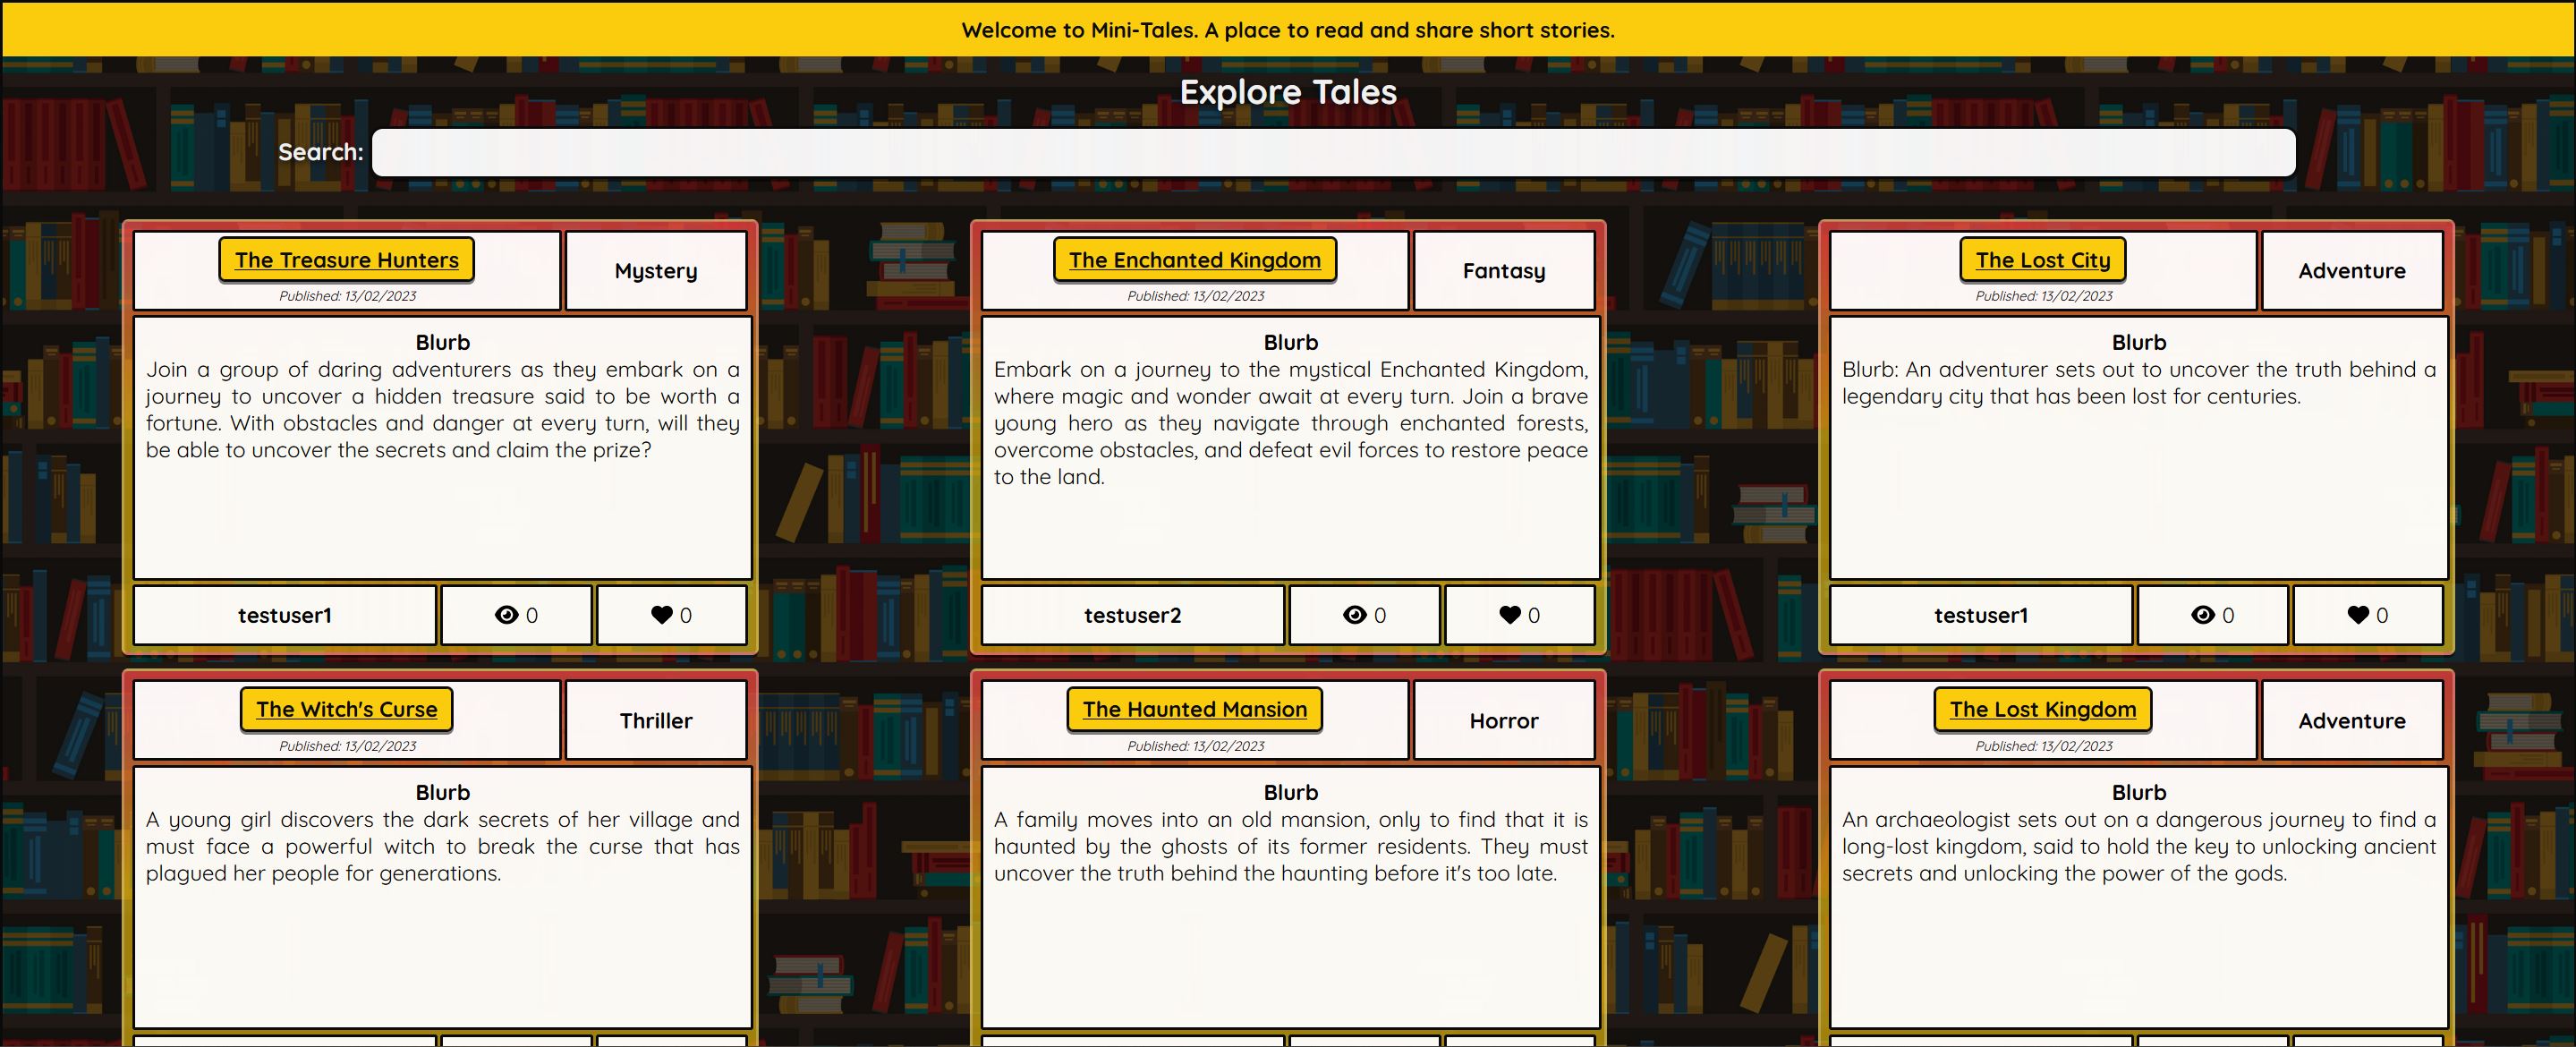 Welcome to Mini-Tales. A place to read and share short stories.
Explore Tales
Search:
The Treasure Hunters
Published: 13/02/2023
Mystery
Blurb
Join a group of daring adventurers as they embark on a
journey to uncover a hidden treasure said to be worth a
fortune. With obstacles and danger at every turn, will they
be able to uncover the secrets and claim the prize?
testuser1
0
0
The Enchanted Kingdom
Published: 13/02/2023
Fantasy
Blurb
Embark on a journey to the mystical Enchanted Kingdom,
where magic and wonder await at every turn. Join a brave
young hero as they navigate through enchanted forests,
overcome obstacles, and defeat evil forces to restore peace
to the land.
testuser2
0
0
The Lost City
Published: 13/02/2023
Adventure
Blurb
Blurb: An adventurer sets out to uncover the truth behind a
legendary city that has been lost for centuries.
testuser1
0
0
The Witch's Curse
Published: 13/02/2023
Thriller
Blurb
A young girl discovers the dark secrets of her village and
must face a powerful witch to break the curse that has
plagued her people for generations.
The Haunted Mansion
Published: 13/02/2023
Horror
Blurb
A family moves into an old mansion, only to find that it is
haunted by the ghosts of its former residents. They must
uncover the truth behind the haunting before it's too late.
The Lost Kingdom
Published: 13/02/2023
Adventure
Blurb
An archaeologist sets out on a dangerous journey to find a
long-lost kingdom, said to hold the key to unlocking ancient
secrets and unlocking the power of the gods.